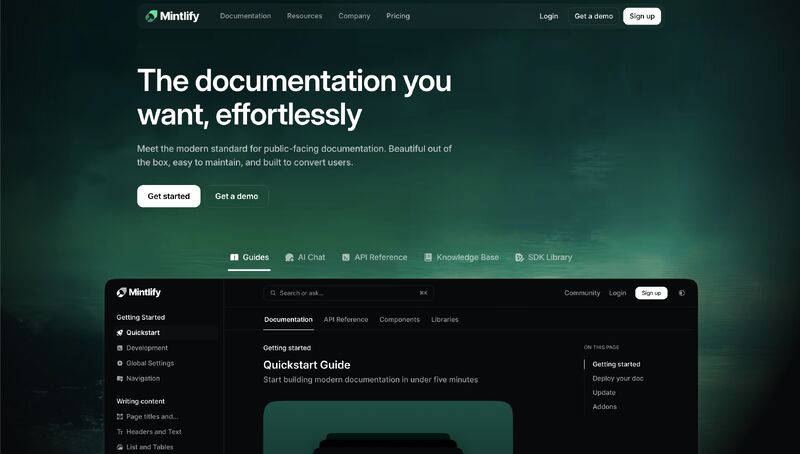 Mintlify
Documentation
Resources
Company
Pricing
Login
Get a demo
Sign up
The documentation you
want, effortlessly
Meet the modern standard for public-facing documentation. Beautiful out of
the box, easy to maintain, and built to convert users.
Get started
Get a demo
Guides
AI Chat
API Reference
Knowledge Base
SDK Library
Mintlify
Search or ask...
⌘K
Community
Login
Sign up
Documentation
API Reference
Components
Libraries
Getting Started
Quickstart
Development
Global Settings
Navigation
Writing content
Page titles and...
Headers and Text
List and Tables
Getting started
Quickstart Guide
Start building modern documentation in under five minutes
ON THIS PAGE
Getting started
Deploy your doc
Update
Addons